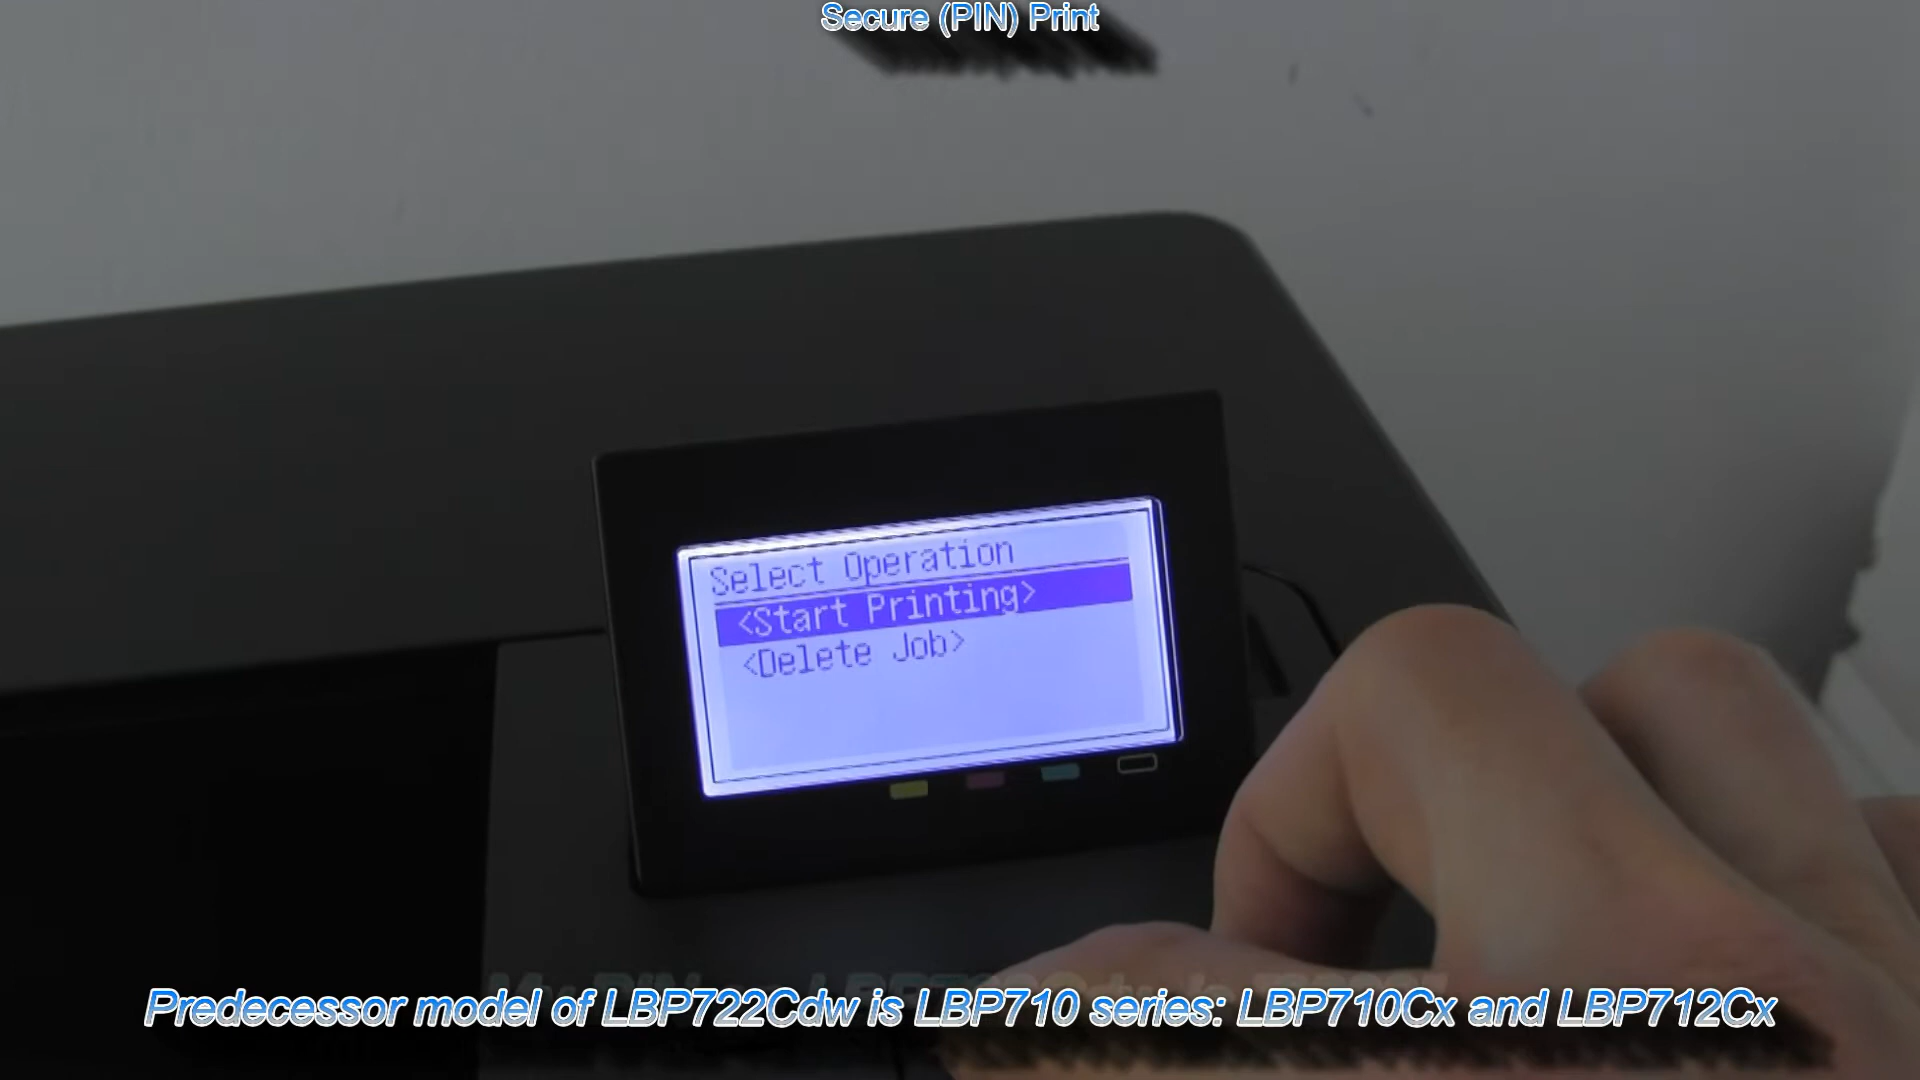 Secure (PIN) Print
Select Operation
<Start Printing>
<Delete Job>
Predecessor model of LBP722Cdw is LBP710 series: LBP710Cx and LBP712Cx